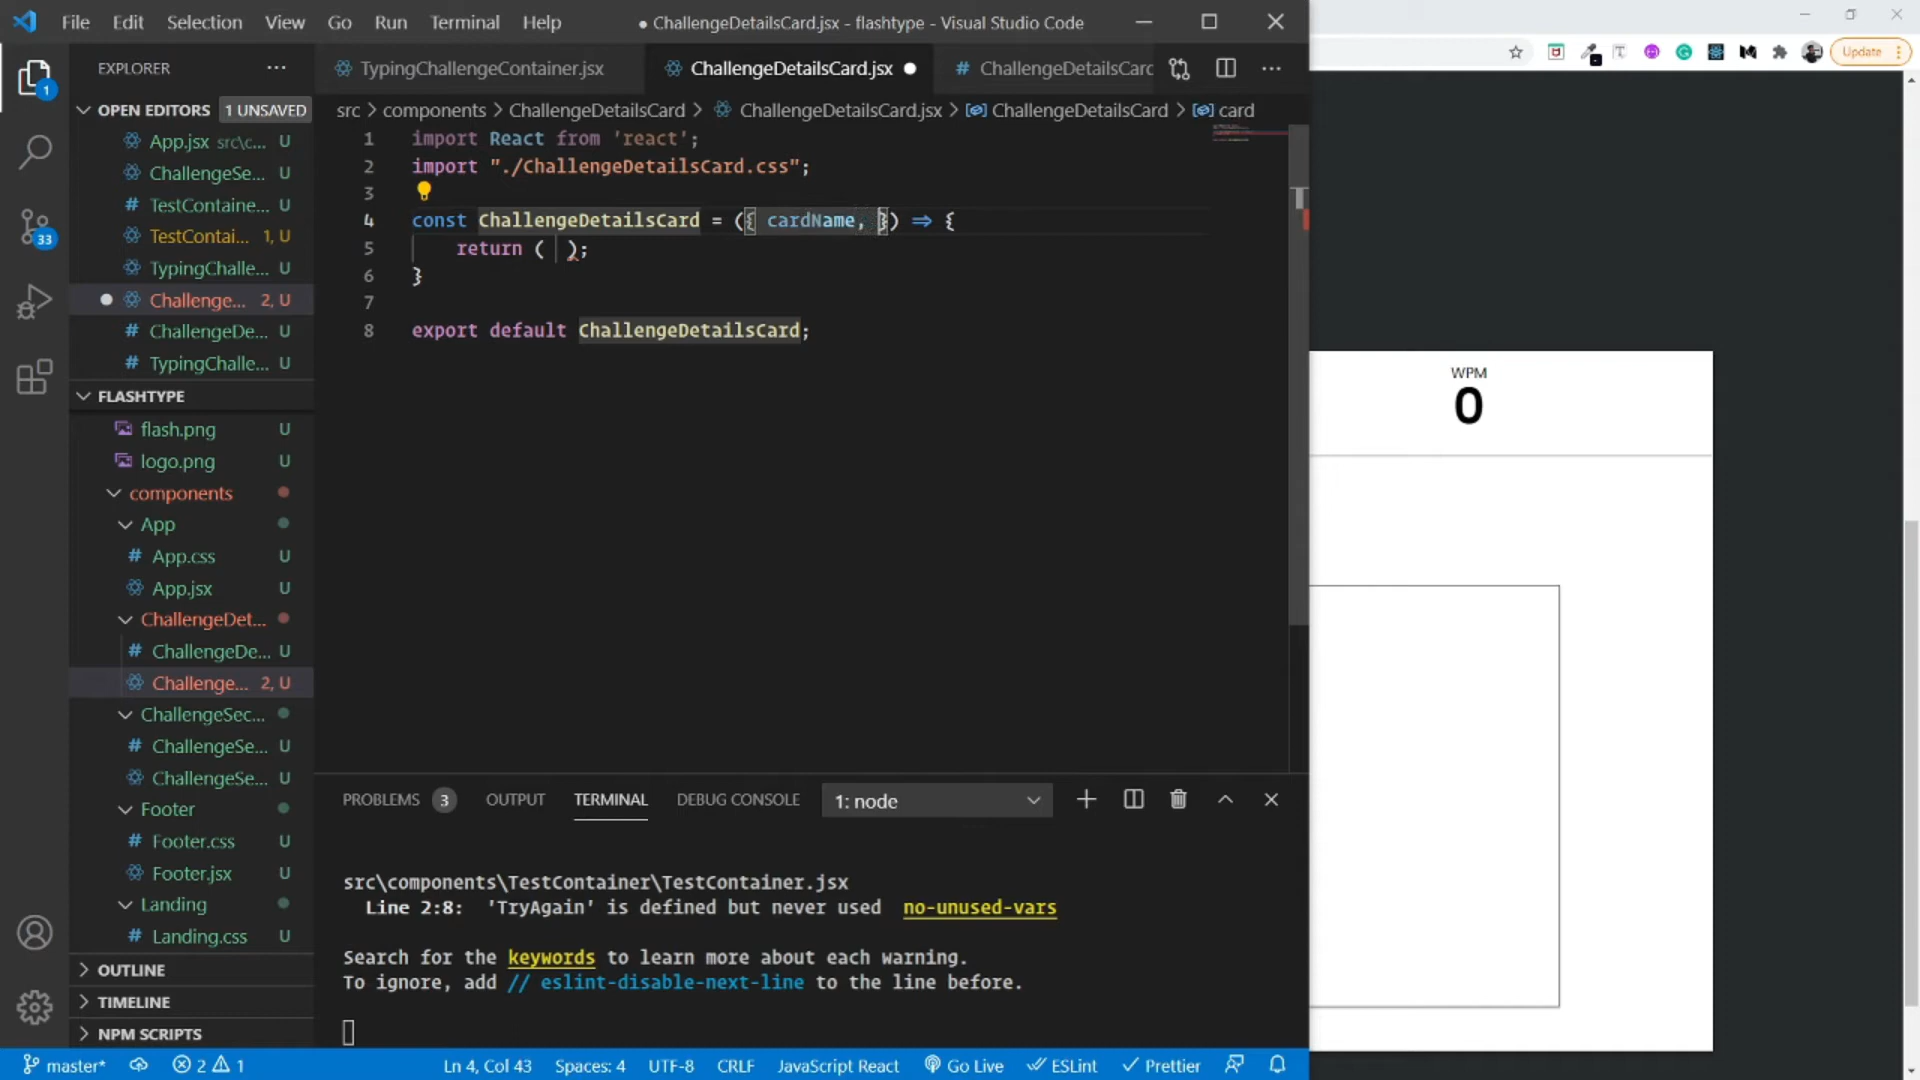 File Edit Selection View Go Run Terminal Help
● ChallengeDetailsCard.jsx - flashtype - Visual Studio Code
Update
EXPLORER
TypingChallengeContainer.jsx
ChallengeDetailsCard.jsx
# ChallengeDetailsCard
OPEN EDITORS 1 UNSAVED
src > components > ChallengeDetailsCard > ChallengeDetailsCard.jsx > ChallengeDetailsCard > card
App.jsx src\c... U
ChallengeSe... U
# TestContaine... U
TestContai... 1, U
TypingChalle... U
Challenge... 2, U
# ChallengeDe... U
# TypingChalle... U
1 import React from 'react';
2 import "./ChallengeDetailsCard.css";
3
4 const ChallengeDetailsCard = ({ cardName, }) => {
5 return ( );
6 }
7
8 export default ChallengeDetailsCard;
1
33
FLASHTYPE
flash.png U
logo.png U
components
App
# App.css U
App.jsx U
ChallengeDet...
# ChallengeDe... U
Challenge... 2, U
ChallengeSec...
# ChallengeSe... U
ChallengeSe... U
Footer
# Footer.css U
Footer.jsx U
Landing
# Landing.css U
OUTLINE
TIMELINE
NPM SCRIPTS
WPM
0
PROBLEMS 3 OUTPUT TERMINAL DEBUG CONSOLE 1: node
src\components\TestContainer\TestContainer.jsx
Line 2:8: 'TryAgain' is defined but never used no-unused-vars
Search for the keywords to learn more about each warning.
To ignore, add // eslint-disable-next-line to the line before.
master* 2 1 Ln 4, Col 43 Spaces: 4 UTF-8 CRLF JavaScript React Go Live ESLint Prettier